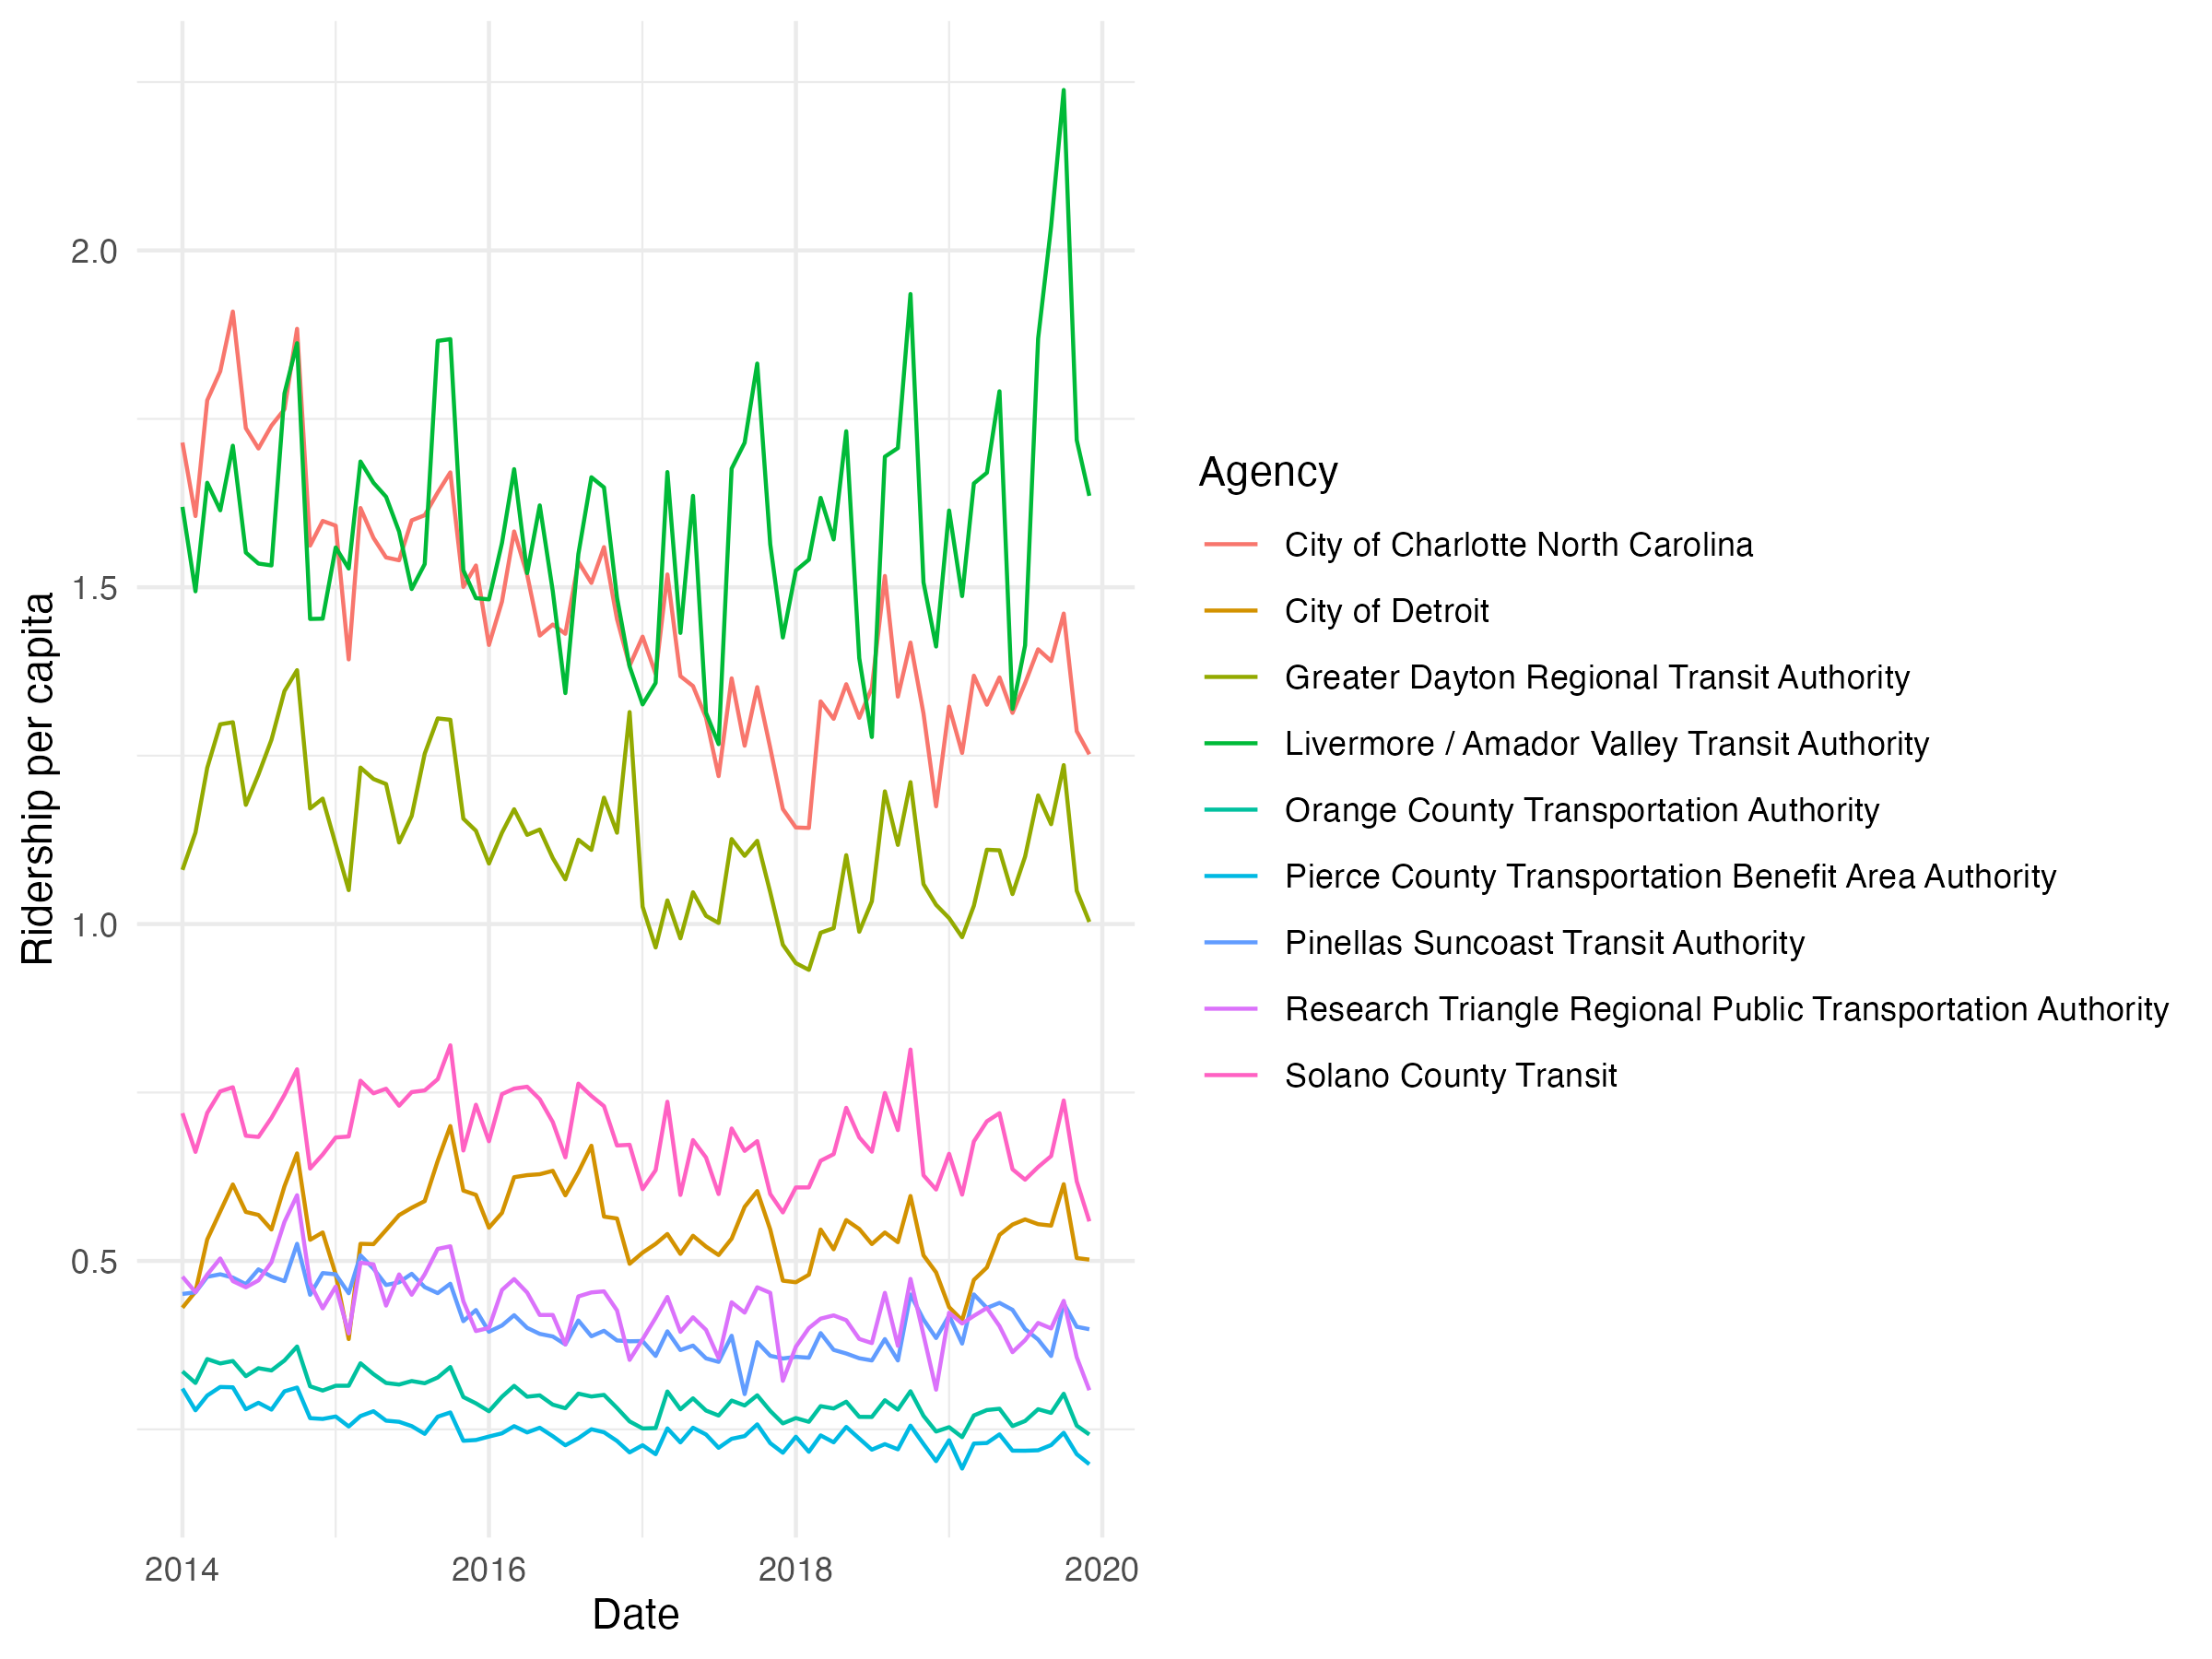 Ridership per capita
2.0
1.5
1.0
0.5
2014 2016 2018 2020
Date
Agency
City of Charlotte North Carolina
City of Detroit
Greater Dayton Regional Transit Authority
Livermore / Amador Valley Transit Authority
Orange County Transportation Authority
Pierce County Transportation Benefit Area Authority
Pinellas Suncoast Transit Authority
Research Triangle Regional Public Transportation Authority
Solano County Transit